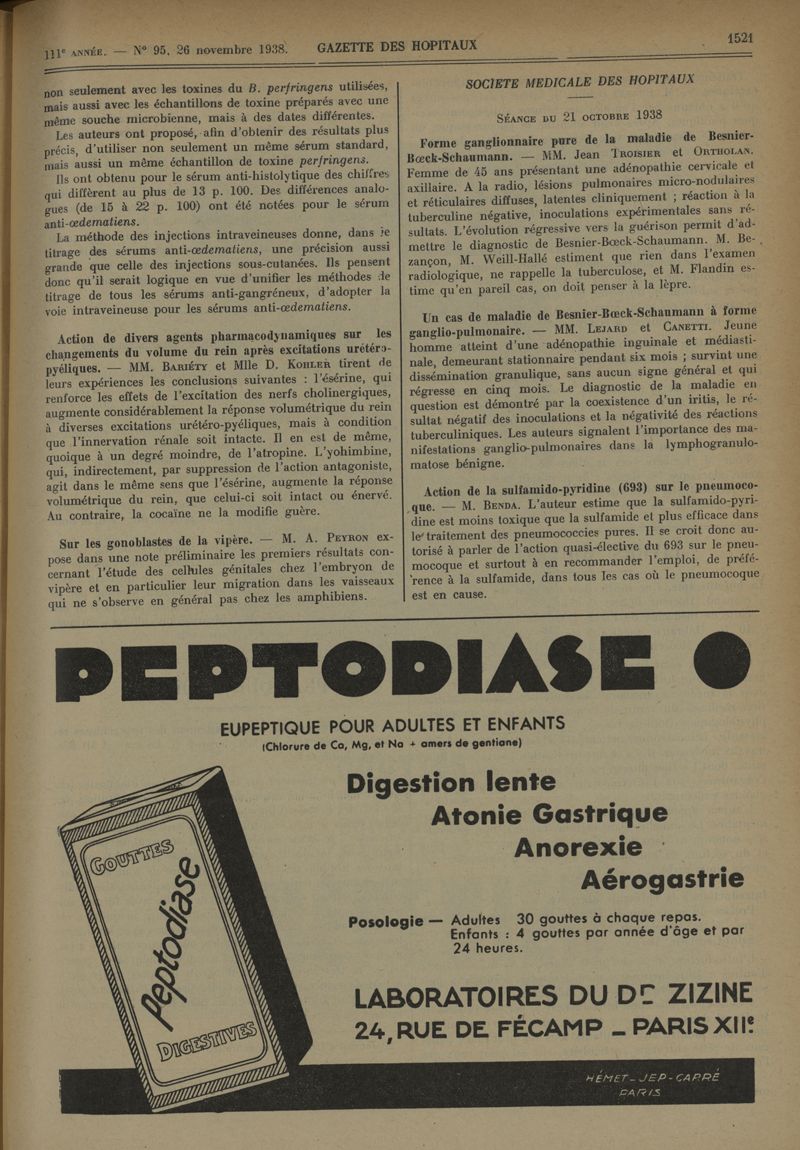 111e ANNÉE. — N° 95, 26 novembre 1938.
GAZETTE DES HOPITAUX
1521
non seulement avec les toxines du B. perfringens utilisées,
mais aussi avec les échantillons de toxine préparés avec une
même souche microbienne, mais à des dates différentes.
Les auteurs ont proposé, afin d'obtenir des résultats plus
précis, d'utiliser non seulement un même sérum standard,
mais aussi un même échantillon de toxine perfringens.
Ils ont obtenu pour le sérum anti-histolytique des chiffres
qui diffèrent au plus de 13 p. 100. Des différences analo-
gues (de 15 à 22 p. 100) ont été notées pour le sérum
anti-œdematiens.
La méthode des injections intraveineuses donne, dans le
titrage des sérums anti-œdematiens, une précision aussi
grande que celle des injections sous-cutanées. Ils pensent
donc qu'il serait logique en vue d'unifier les méthodes de
titrage de tous les sérums anti-gangréneux, d'adopter la
voie intraveineuse pour les sérums anti-œdematiens.
Action de divers agents pharmacodynamiques sur les
changements du volume du rein après excitations urétéro-
pyéliques. — MM. BARIÉTY et Mlle D. KOHLER tirent de
leurs expériences les conclusions suivantes : l'ésérine, qui
renforce les effets de l'excitation des nerfs cholinergiques,
augmente considérablement la réponse volumétrique du rein
à diverses excitations urétéro-pyéliques, mais à condition
que l'innervation rénale soit intacte. Il en est de même,
quoique à un degré moindre, de l'atropine. L'yohimbine,
qui, indirectement, par suppression de l'action antagoniste,
agit dans le même sens que l'ésérine, augmente la réponse
volumétrique du rein, que celui-ci soit intact ou énervé.
Au contraire, la cocaïne ne la modifie guère.
Sur les gonoblastes de la vipère. — M. A. PEYRON ex-
pose dans une note préliminaire les premiers résultats con-
cernant l'étude des cellules génitales chez l'embryon de
vipère et en particulier leur migration dans les vaisseaux
qui ne s'observe en général pas chez les amphibiens.
SOCIETE MEDICALE DES HOPITAUX
SÉANCE DU 21 OCTOBRE 1938
Forme ganglionnaire pure de la maladie de Besnier-
Bœck-Schaumann. — MM. Jean TROISIER et ORTHOLAN.
Femme de 45 ans présentant une adénopathie cervicale et
axillaire. A la radio, lésions pulmonaires micro-nodulaires
et réticulaires diffuses, latentes cliniquement ; réaction à la
tuberculine négative, inoculations expérimentales sans ré-
sultats. L'évolution régressive vers la guérison permit d'ad-
mettre le diagnostic de Besnier-Bœck-Schaumann. M. Be-
zançon, M. Weill-Hallé estiment que rien dans l'examen
radiologique, ne rappelle la tuberculose, et M. Flandin es-
time qu'en pareil cas, on doit penser à la lèpre.
Un cas de maladie de Besnier-Bœck-Schaumann à forme
ganglio-pulmonaire. — MM. LEJARD et CANETTI. Jeune
homme atteint d'une adénopathie inguinale et médiasti-
nale, demeurant stationnaire pendant six mois ; survint une
dissémination granulique, sans aucun signe général et qui
régresse en cinq mois. Le diagnostic de la maladie en
question est démontré par la coexistence d'un iritis, le ré-
sultat négatif des inoculations et la négativité des réactions
tuberculiniques. Les auteurs signalent l'importance des ma-
nifestations ganglio-pulmonaires dans la lymphogranulo-
matose bénigne.
Action de la sulfamido-pyridine (693) sur le pneumoco-
que. — M. BENDA. L'auteur estime que la sulfamido-pyri-
dine est moins toxique que la sulfamide et plus efficace dans
le traitement des pneumococcies pures. Il se croit donc au-
torisé à parler de l'action quasi-élective du 693 sur le pneu-
mocoque et surtout à en recommander l'emploi, de préfé-
rence à la sulfamide, dans tous les cas où le pneumocoque
est en cause.
PEPTODIASE
EUPEPTIQUE POUR ADULTES ET ENFANTS
(Chlorure de Ca, Mg, et Na + amers de gentiane)
Digestion lente
Atonie Gastrique
Anorexie
Aérogastrie
GOUTTES
Peptodiase
DIGESTIVES
Posologie — Adultes 30 gouttes à chaque repas.
Enfants : 4 gouttes par année d'âge et par
24 heures.
LABORATOIRES DU Dr ZIZINE
24, RUE DE FÉCAMP — PARIS XIIe
HÉMET-JEP-CARRÉ
PARIS